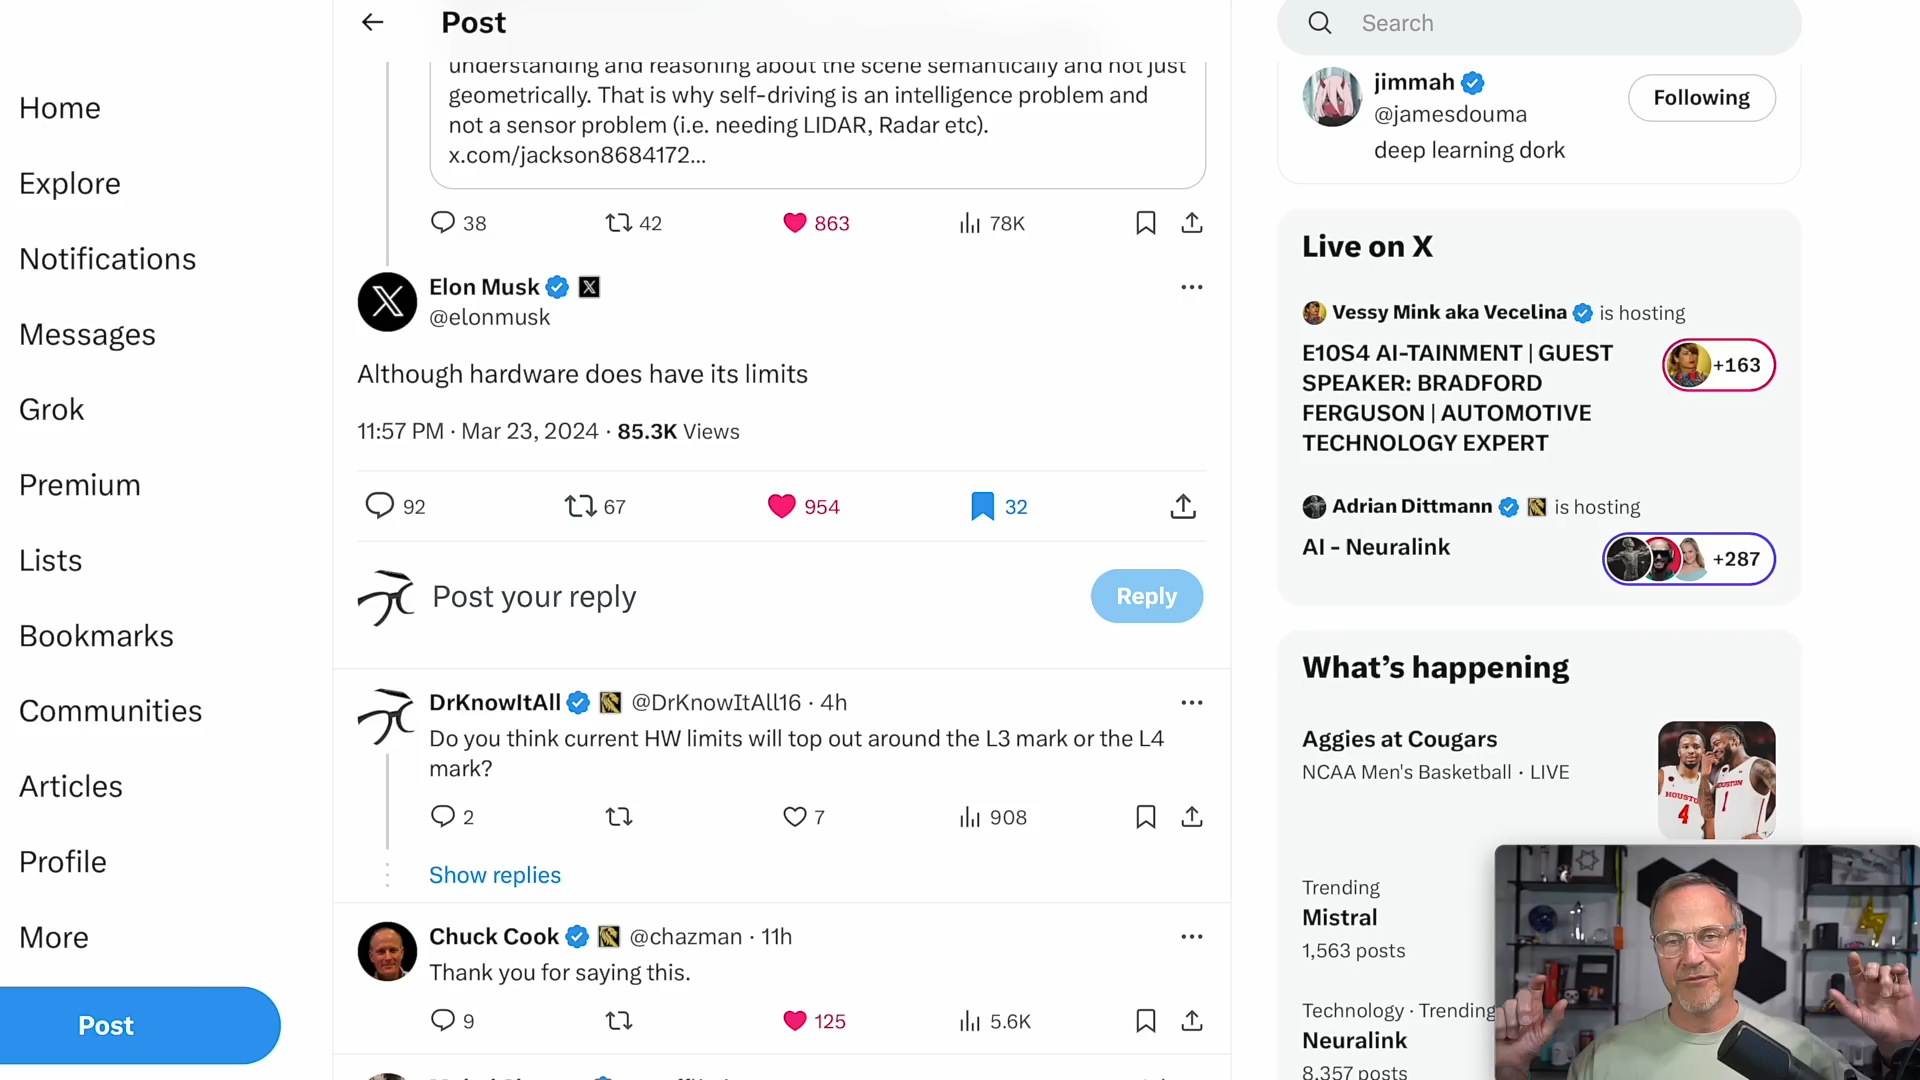 Home
Explore
Notifications
Messages
Grok
Premium
Lists
Bookmarks
Communities
Articles
Profile
More
Post
Post
understanding and reasoning about the scene semantically and not just
geometrically. That is why self-driving is an intelligence problem and
not a sensor problem (i.e. needing LIDAR, Radar etc).
x.com/jackson8684172...
38 42 863 78K
Elon Musk
@elonmusk
Although hardware does have its limits
11:57 PM · Mar 23, 2024 · 85.3K Views
92 67 954 32
Post your reply
Reply
DrKnowItAll @DrKnowItAll16 · 4h
Do you think current HW limits will top out around the L3 mark or the L4
mark?
2 7 908
Show replies
Chuck Cook @chazman · 11h
Thank you for saying this.
9 125 5.6K
Search
jimmah
@jamesdouma
deep learning dork
Following
Live on X
Vessy Mink aka Vecelina is hosting
E10S4 AI-TAINMENT | GUEST
SPEAKER: BRADFORD
FERGUSON | AUTOMOTIVE
TECHNOLOGY EXPERT
+163
Adrian Dittmann is hosting
AI - Neuralink
+287
What's happening
Aggies at Cougars
NCAA Men's Basketball · LIVE
HOUSTON
4
HOUSTON
1
Trending
Mistral
1,563 posts
Technology · Trending
Neuralink
8,357 posts